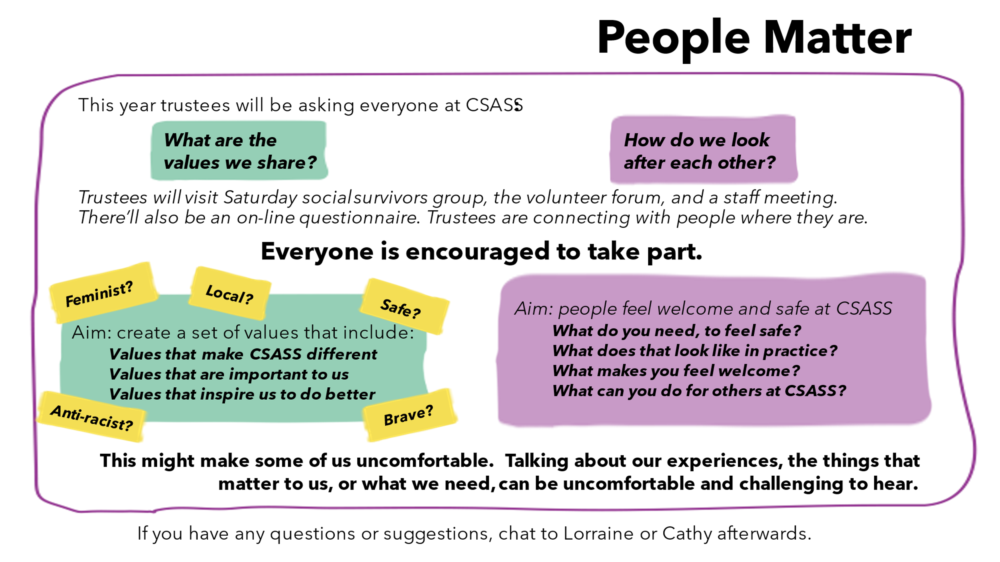 People Matter
This year trustees will be asking everyone at CSASS:
What are the
values we share?
How do we look
after each other?
Trustees will visit Saturday social survivors group, the volunteer forum, and a staff meeting.
There’ll also be an on-line questionnaire. Trustees are connecting with people where they are.
Everyone is encouraged to take part.
Feminist?
Local?
Safe?
Aim: create a set of values that include:
Values that make CSASS different
Values that are important to us
Values that inspire us to do better
Anti-racist?
Brave?
Aim: people feel welcome and safe at CSASS
What do you need, to feel safe?
What does that look like in practice?
What makes you feel welcome?
What can you do for others at CSASS?
This might make some of us uncomfortable. Talking about our experiences, the things that
matter to us, or what we need, can be uncomfortable and challenging to hear.
If you have any questions or suggestions, chat to Lorraine or Cathy afterwards.